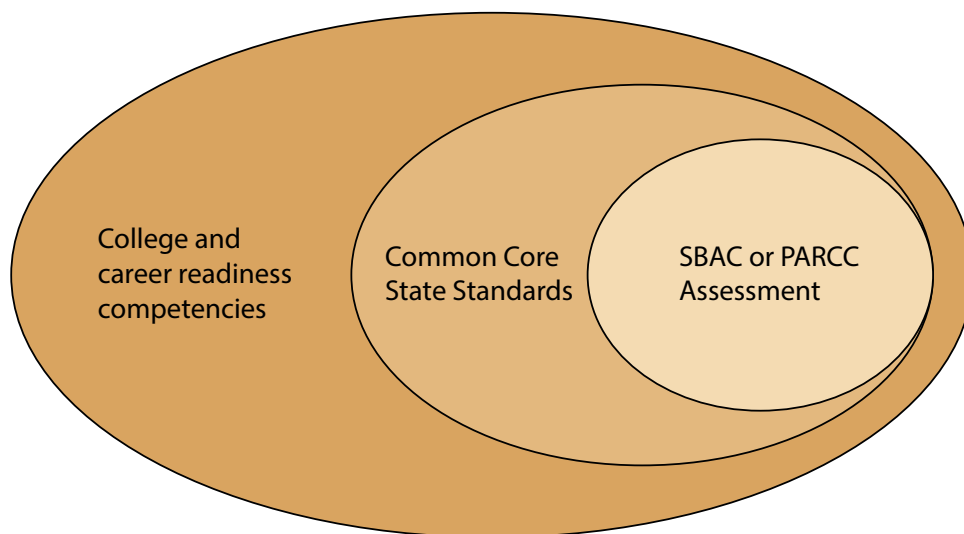 College and
career readiness
competencies
Common Core
State Standards
SBAC or PARCC
Assessment